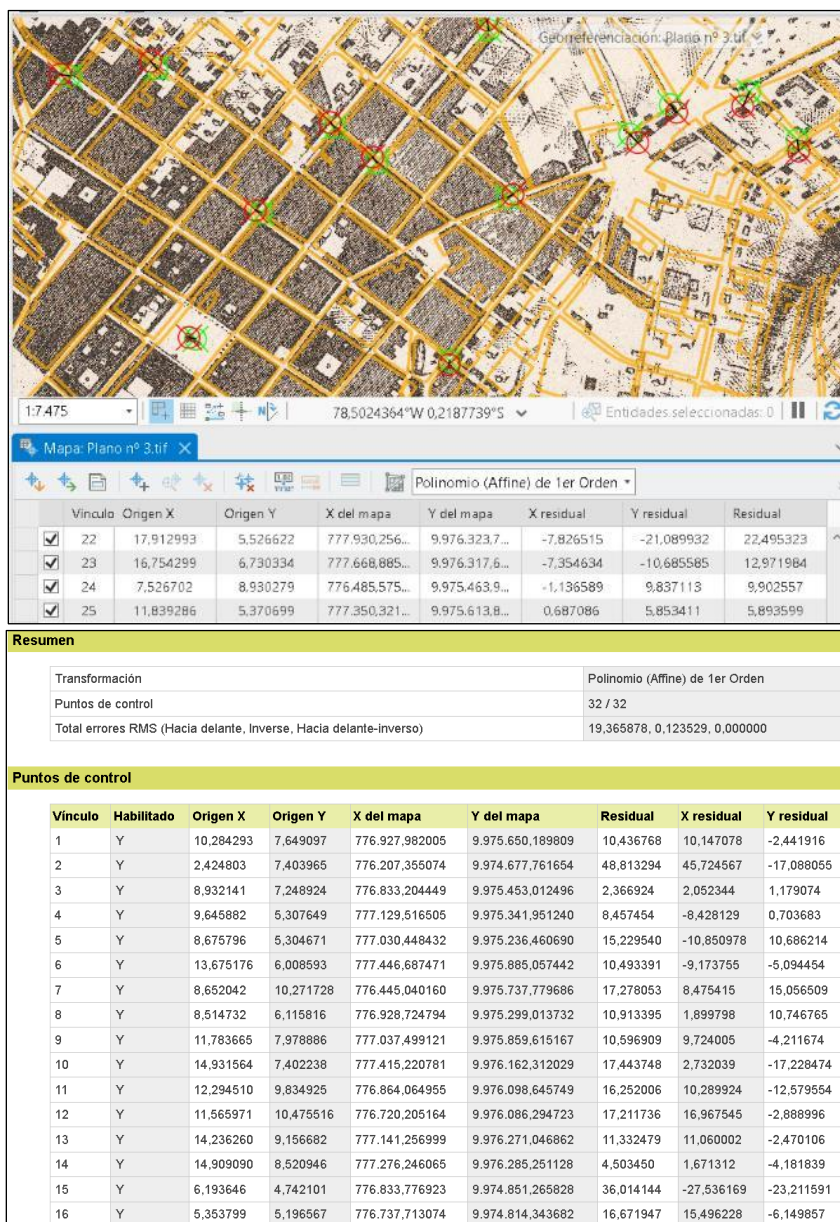 Georreferenciación: Plano nº 3.tif
1:7.475 78,5024364°W 0,2187739°S Entidades seleccionadas: 0
Mapa: Plano nº 3.tif
Polinomio (Affine) de 1er Orden
Vínculo Origen X Origen Y X del mapa Y del mapa X residual Y residual Residual
22 17,912993 5,526622 777.930,256... 9.976.323,7... -7,826515 -21,089932 22,495323
23 16,754299 6,730334 777.668,885... 9.976.317,6... -7,354634 -10,685585 12,971984
24 7,526702 8,930279 776.485,575... 9.975.463,9... -1,136589 9,837113 9,902557
25 11,839286 5,370699 777.350,321... 9.975.613,8... 0,687086 5,853411 5,893599
Resumen
Transformación Polinomio (Affine) de 1er Orden
Puntos de control 32 / 32
Total errores RMS (Hacia delante, Inverse, Hacia delante-inverso) 19,365878, 0,123529, 0,000000
Puntos de control
Vínculo Habilitado Origen X Origen Y X del mapa Y del mapa Residual X residual Y residual
1 Y 10,284293 7,649097 776.927,982005 9.975.650,189809 10,436768 10,147078 -2,441916
2 Y 2,424803 7,403965 776.207,355074 9.974.677,761654 48,813294 45,724567 -17,088055
3 Y 8,932141 7,248924 776.833,204449 9.975.453,012496 2,366924 2,052344 1,179074
4 Y 9,645882 5,307649 777.129,516505 9.975.341,951240 8,457454 -8,428129 0,703683
5 Y 8,675796 5,304671 777.030,448432 9.975.236,460690 15,229540 -10,850978 10,686214
6 Y 13,675176 6,008593 777.446,687471 9.975.885,057442 10,493391 -9,173755 -5,094454
7 Y 8,652042 10,271728 776.445,040160 9.975.737,779686 17,278053 8,475415 15,056509
8 Y 8,514732 6,115816 776.928,724794 9.975.299,013732 10,913395 1,899798 10,746765
9 Y 11,783665 7,978886 777.037,499121 9.975.859,615167 10,596909 9,724005 -4,211674
10 Y 14,931564 7,402238 777.415,220781 9.976.162,312029 17,443748 2,732039 -17,228474
11 Y 12,294510 9,834925 776.864,064955 9.976.098,645749 16,252006 10,289924 -12,579554
12 Y 11,565971 10,475516 776.720,205164 9.976.086,294723 17,211736 16,967545 -2,888996
13 Y 14,236260 9,156682 777.141,256999 9.976.271,046862 11,332479 11,060002 -2,470106
14 Y 14,909090 8,520946 777.276,246065 9.976.285,251128 4,503450 1,671312 -4,181839
15 Y 6,193646 4,742101 776.833,776923 9.974.851,265828 36,014144 -27,536169 -23,211591
16 Y 5,353799 5,196567 776.737,713074 9.974.814,343682 16,671947 15,496228 -6,149857